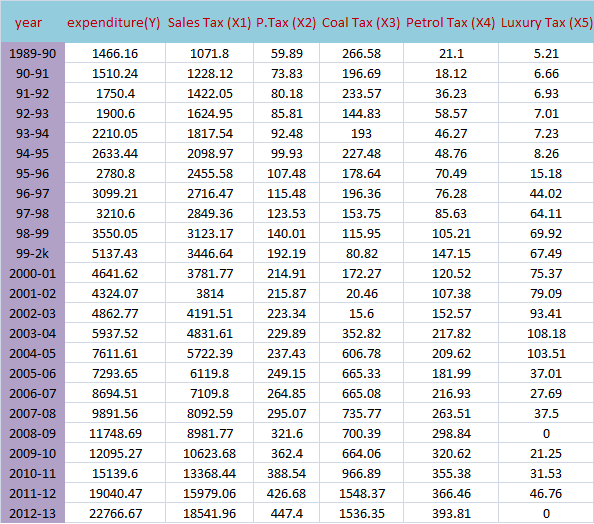 year expenditure(Y) Sales Tax (X1) P.Tax (X2) Coal Tax (X3) Petrol Tax (X4) Luxury Tax (X5)
1989-90 1466.16 1071.8 59.89 266.58 21.1 5.21
90-91 1510.24 1228.12 73.83 196.69 18.12 6.66
91-92 1750.4 1422.05 80.18 233.57 36.23 6.93
92-93 1900.6 1624.95 85.81 144.83 58.57 7.01
93-94 2210.05 1817.54 92.48 193 46.27 7.23
94-95 2633.44 2098.97 99.93 227.48 48.76 8.26
95-96 2780.8 2455.58 107.48 178.64 70.49 15.18
96-97 3099.21 2716.47 115.48 196.36 76.28 44.02
97-98 3210.6 2849.36 123.53 153.75 85.63 64.11
98-99 3550.05 3123.17 140.01 115.95 105.21 69.92
99-2k 5137.43 3446.64 192.19 80.82 147.15 67.49
2000-01 4641.62 3781.77 214.91 172.27 120.52 75.37
2001-02 4324.07 3814 215.87 20.46 107.38 79.09
2002-03 4862.77 4191.51 223.34 15.6 152.57 93.41
2003-04 5937.52 4831.61 229.89 352.82 217.82 108.18
2004-05 7611.61 5722.39 237.43 606.78 209.62 103.51
2005-06 7293.65 6119.8 249.15 665.33 181.99 37.01
2006-07 8694.51 7109.8 264.85 665.08 216.93 27.69
2007-08 9891.56 8092.59 295.07 735.77 263.51 37.5
2008-09 11748.69 8981.77 321.6 700.39 298.84 0
2009-10 12095.27 10623.68 362.4 664.06 320.62 21.25
2010-11 15139.6 13368.44 388.54 966.89 355.38 31.53
2011-12 19040.47 15979.06 426.68 1548.37 366.46 46.76
2012-13 22766.67 18541.96 447.4 1536.35 393.81 0